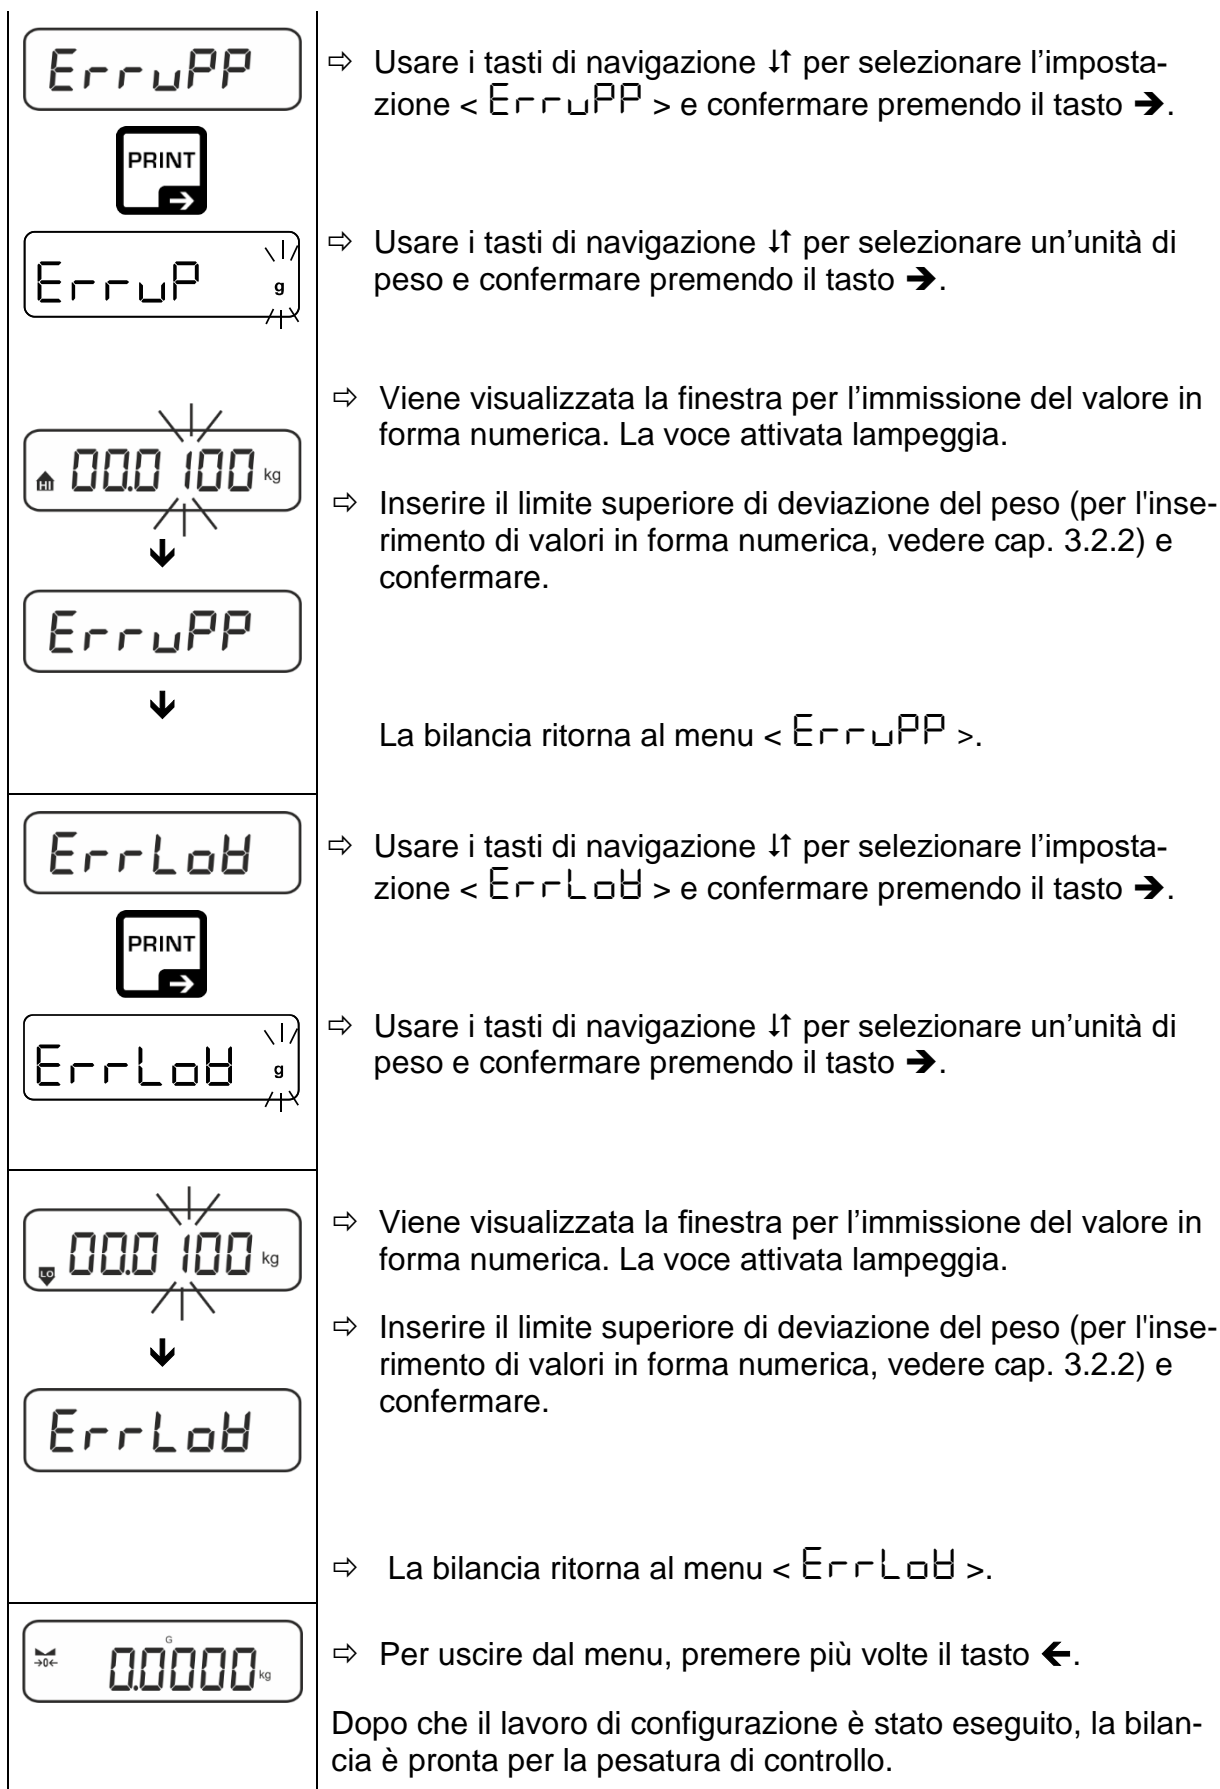 ErruPP
⇨ Usare i tasti di navigazione ↓↑ per selezionare l’imposta-
zione < ErruPP > e confermare premendo il tasto ➔.
PRINT
➔
ErruP g
⇨ Usare i tasti di navigazione ↓↑ per selezionare un’unità di
peso e confermare premendo il tasto ➔.
⇨ Viene visualizzata la finestra per l’immissione del valore in
forma numerica. La voce attivata lampeggia.
HI 00.0 100 kg
⇨ Inserire il limite superiore di deviazione del peso (per l'inse-
rimento di valori in forma numerica, vedere cap. 3.2.2) e
confermare.
ErruPP
La bilancia ritorna al menu < ErruPP >.
ErrLoW
⇨ Usare i tasti di navigazione ↓↑ per selezionare l’imposta-
zione < ErrLoW > e confermare premendo il tasto ➔.
PRINT
➔
ErrLoW g
⇨ Usare i tasti di navigazione ↓↑ per selezionare un’unità di
peso e confermare premendo il tasto ➔.
LO 00.0 100 kg
⇨ Viene visualizzata la finestra per l’immissione del valore in
forma numerica. La voce attivata lampeggia.
⇨ Inserire il limite superiore di deviazione del peso (per l'inse-
rimento di valori in forma numerica, vedere cap. 3.2.2) e
confermare.
ErrLoW
⇨ La bilancia ritorna al menu < ErrLoW >.
→0← G 0.0000 kg
⇨ Per uscire dal menu, premere più volte il tasto 🡰.
Dopo che il lavoro di configurazione è stato eseguito, la bilan-
cia è pronta per la pesatura di controllo.